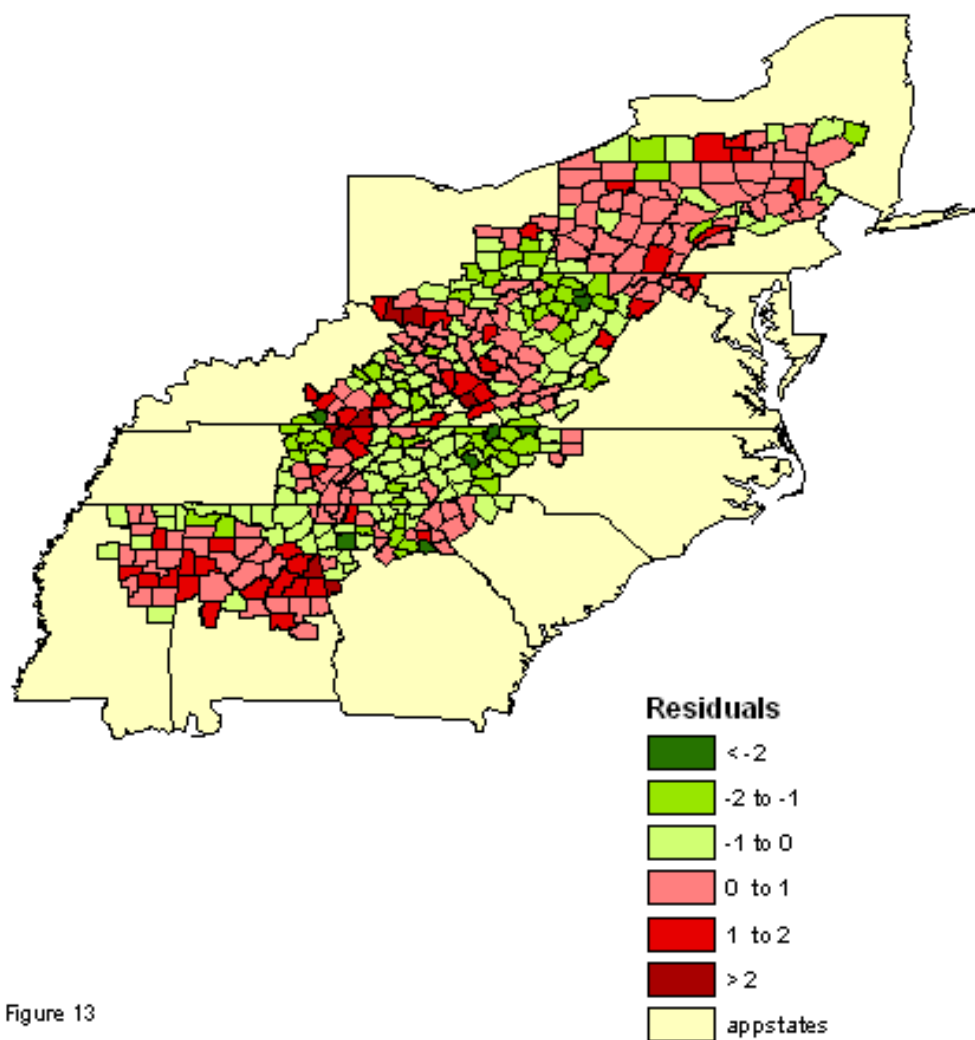 Residuals
< -2
-2 to -1
-1 to 0
0 to 1
1 to 2
> 2
appstates
Figure 13